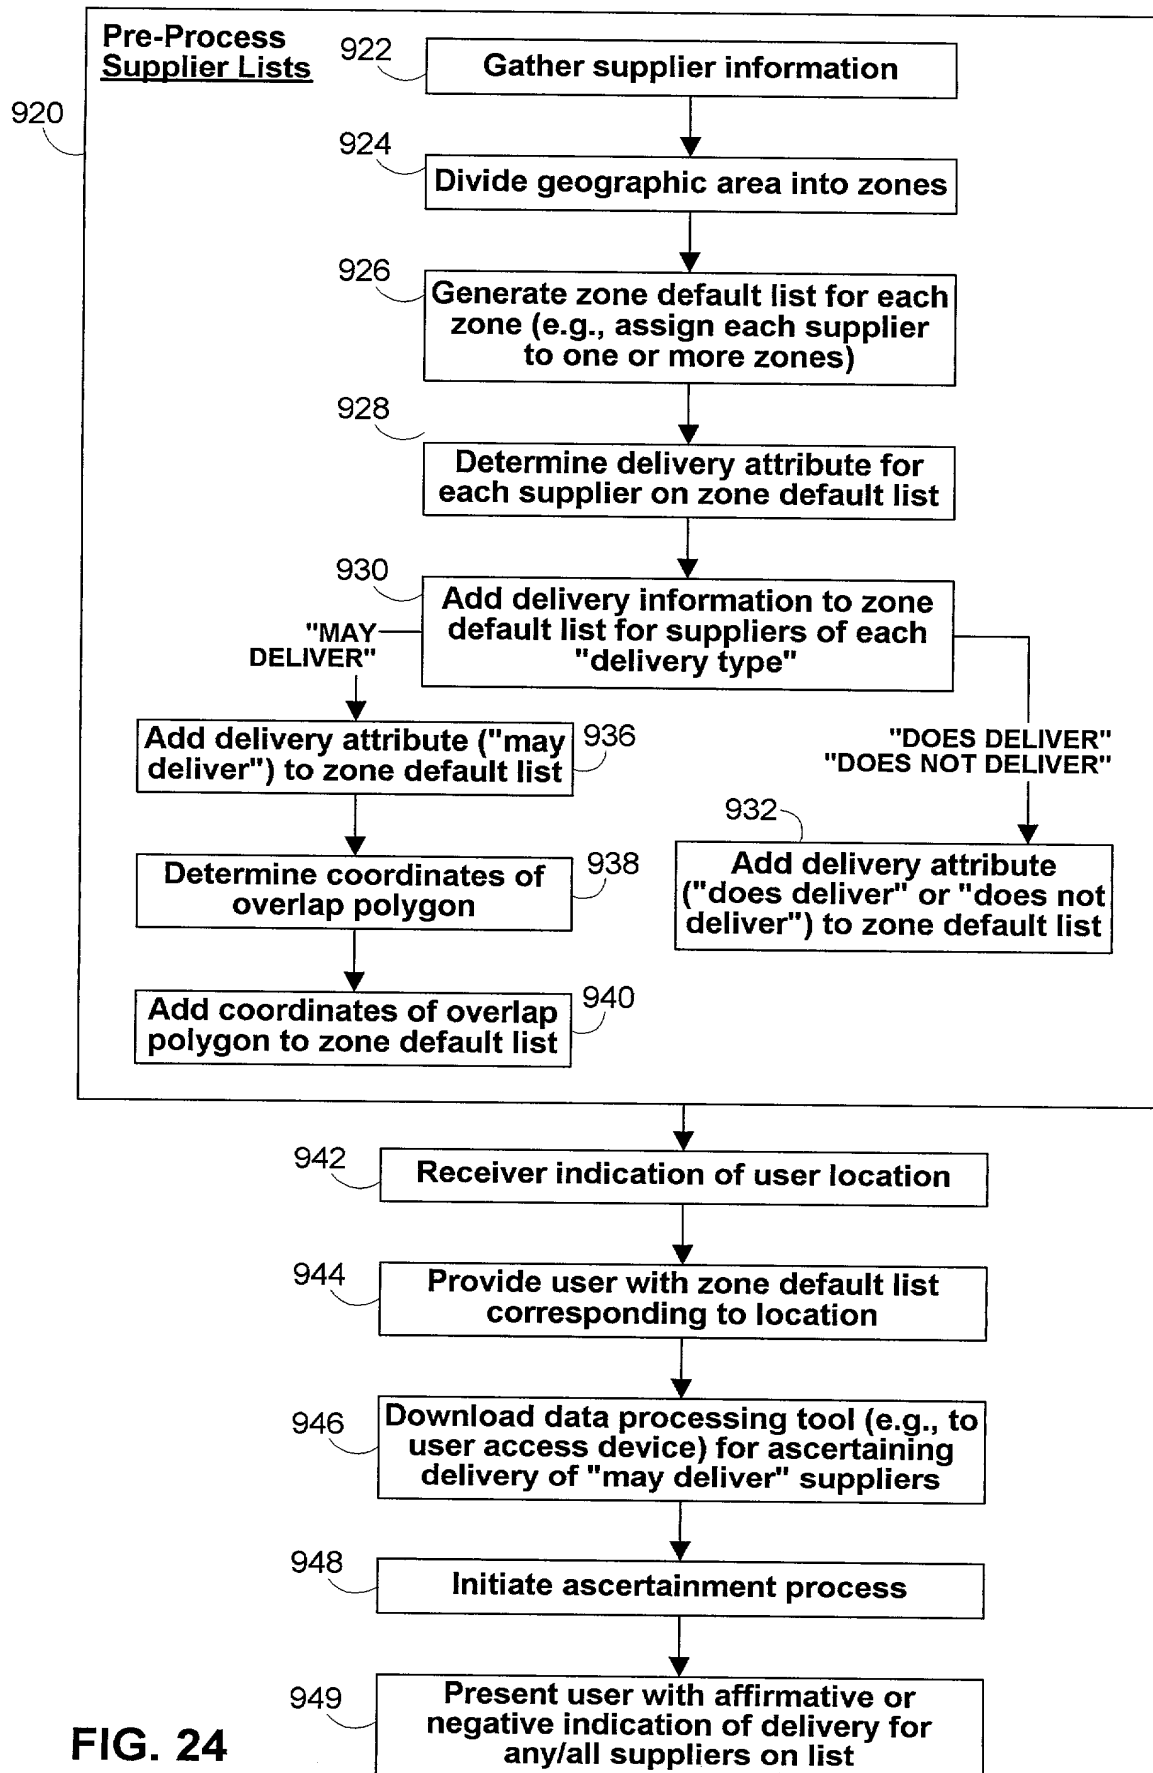 Pre-Process
Supplier Lists
920
922
Gather supplier information
924
Divide geographic area into zones
926
Generate zone default list for each
zone (e.g., assign each supplier
to one or more zones)
928
Determine delivery attribute for
each supplier on zone default list
930
Add delivery information to zone
default list for suppliers of each
"delivery type"
"MAY
DELIVER"
"DOES DELIVER"
"DOES NOT DELIVER"
Add delivery attribute ("may
deliver") to zone default list
936
932
Add delivery attribute
("does deliver" or "does not
deliver") to zone default list
Determine coordinates of
overlap polygon
938
Add coordinates of overlap
polygon to zone default list
940
942
Receiver indication of user location
944
Provide user with zone default list
corresponding to location
946
Download data processing tool (e.g., to
user access device) for ascertaining
delivery of "may deliver" suppliers
948
Initiate ascertainment process
949
Present user with affirmative or
negative indication of delivery for
any/all suppliers on list
FIG. 24